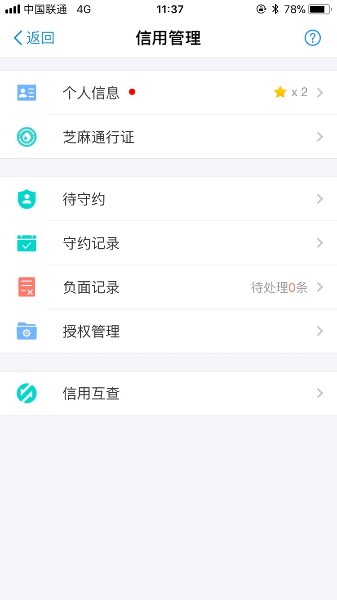 中国联通 4G 11:37 78%
返回 信用管理 ?
个人信息 x 2
芝麻通行证
待守约
守约记录
负面记录 待处理0条
授权管理
信用互查